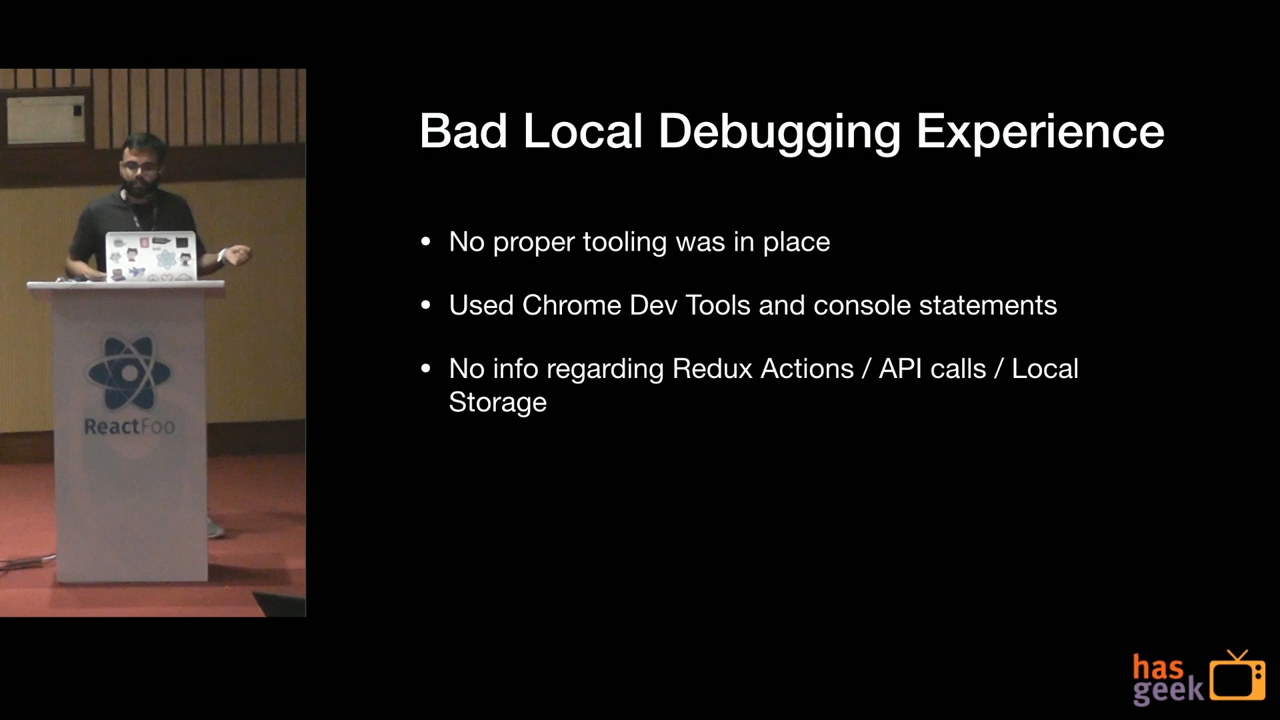 Bad Local Debugging Experience
• No proper tooling was in place
• Used Chrome Dev Tools and console statements
• No info regarding Redux Actions / API calls / Local
Storage
ReactFoo
has
geek